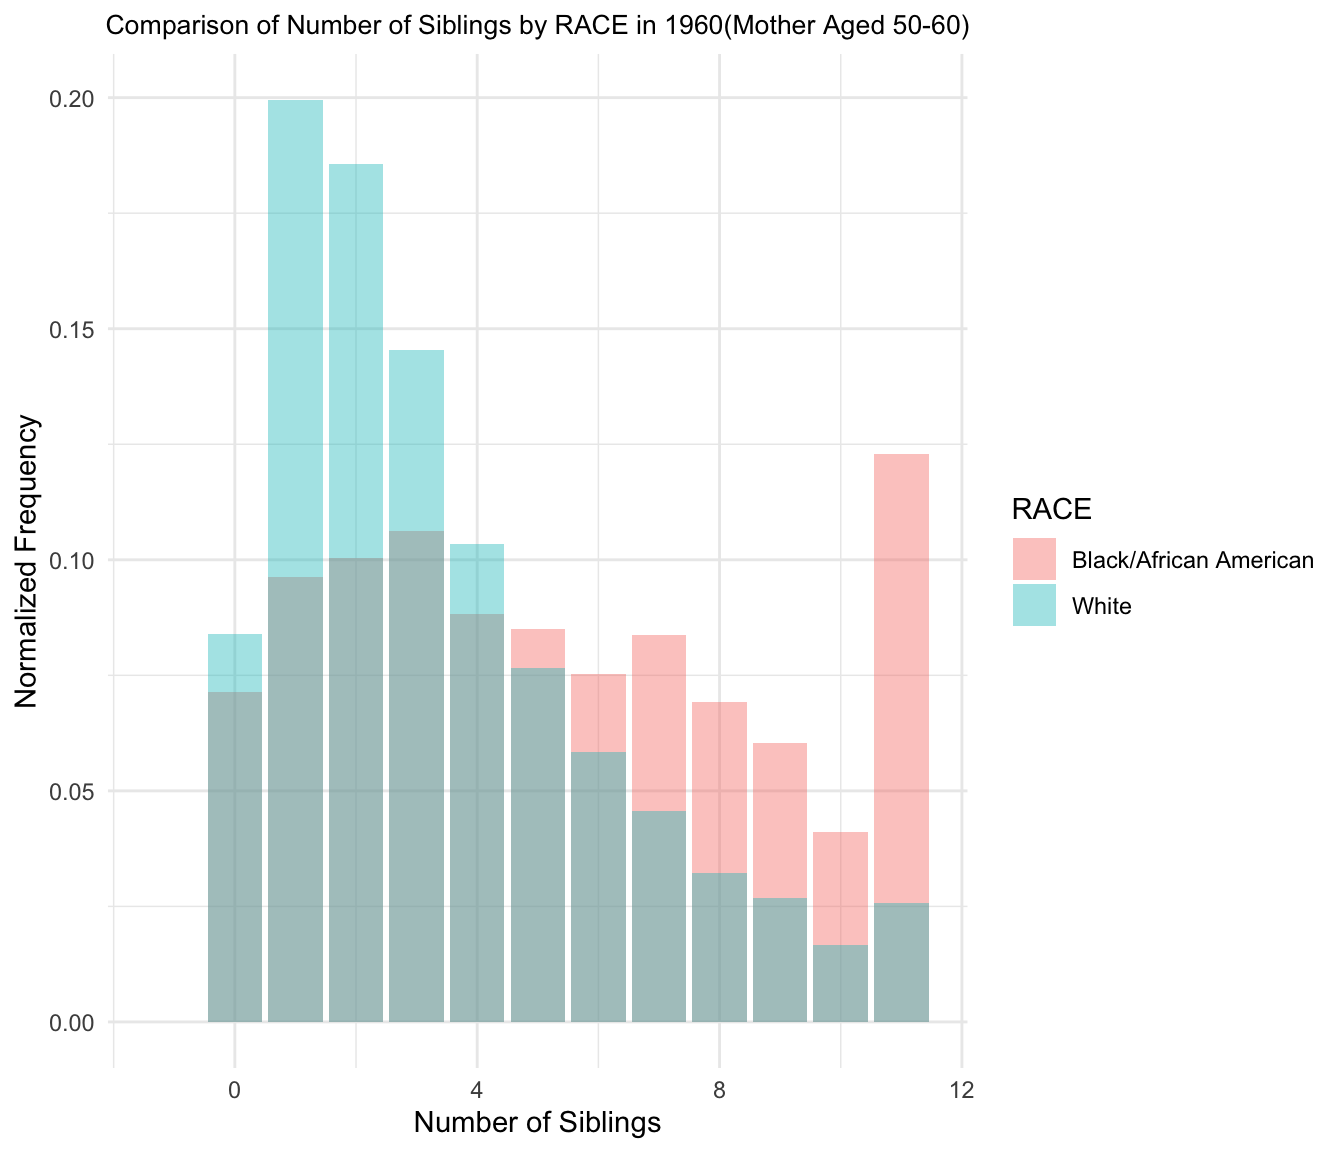 Comparison of Number of Siblings by RACE in 1960(Mother Aged 50-60)
0.20
0.15
0.10
0.05
0.00
Normalized Frequency
0 4 8 12
Number of Siblings
RACE
Black/African American
White